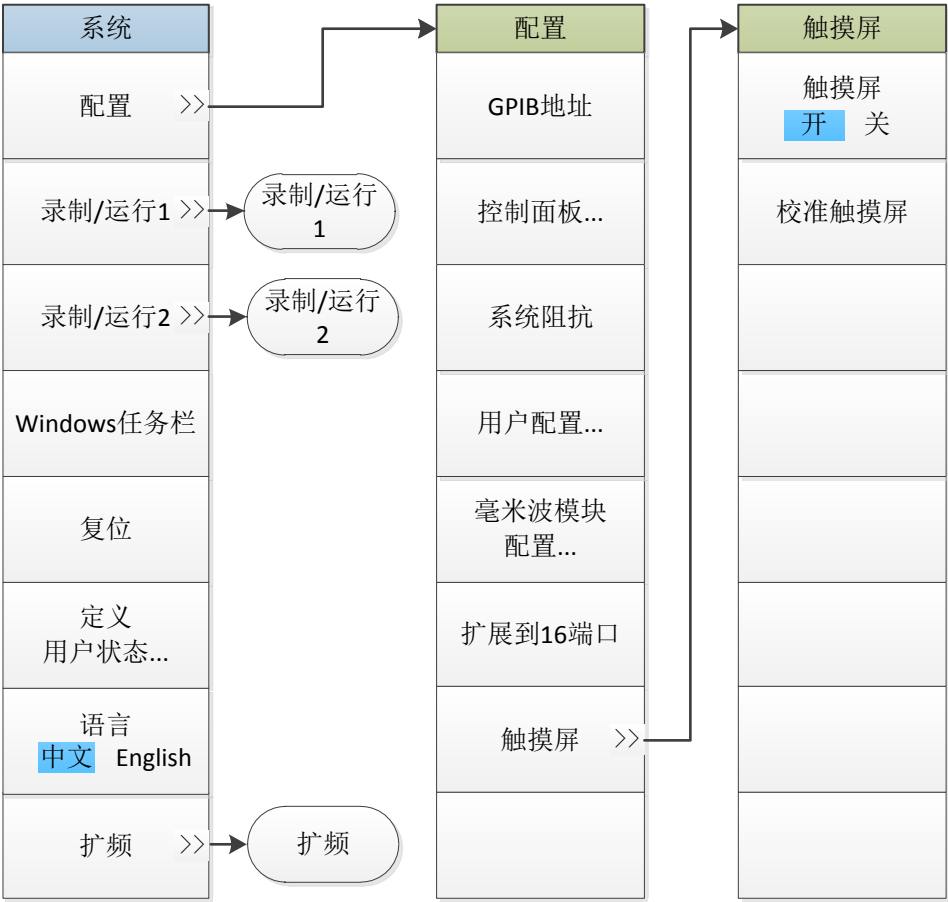 系统
配置 >>
录制/运行1 >>
录制/运行
1
录制/运行2 >>
录制/运行
2
Windows任务栏
复位
定义
用户状态...
语言
中文 English
扩频 >>
扩频
配置
GPIB地址
控制面板...
系统阻抗
用户配置...
毫米波模块
配置...
扩展到16端口
触摸屏 >>
触摸屏
触摸屏
开 关
校准触摸屏